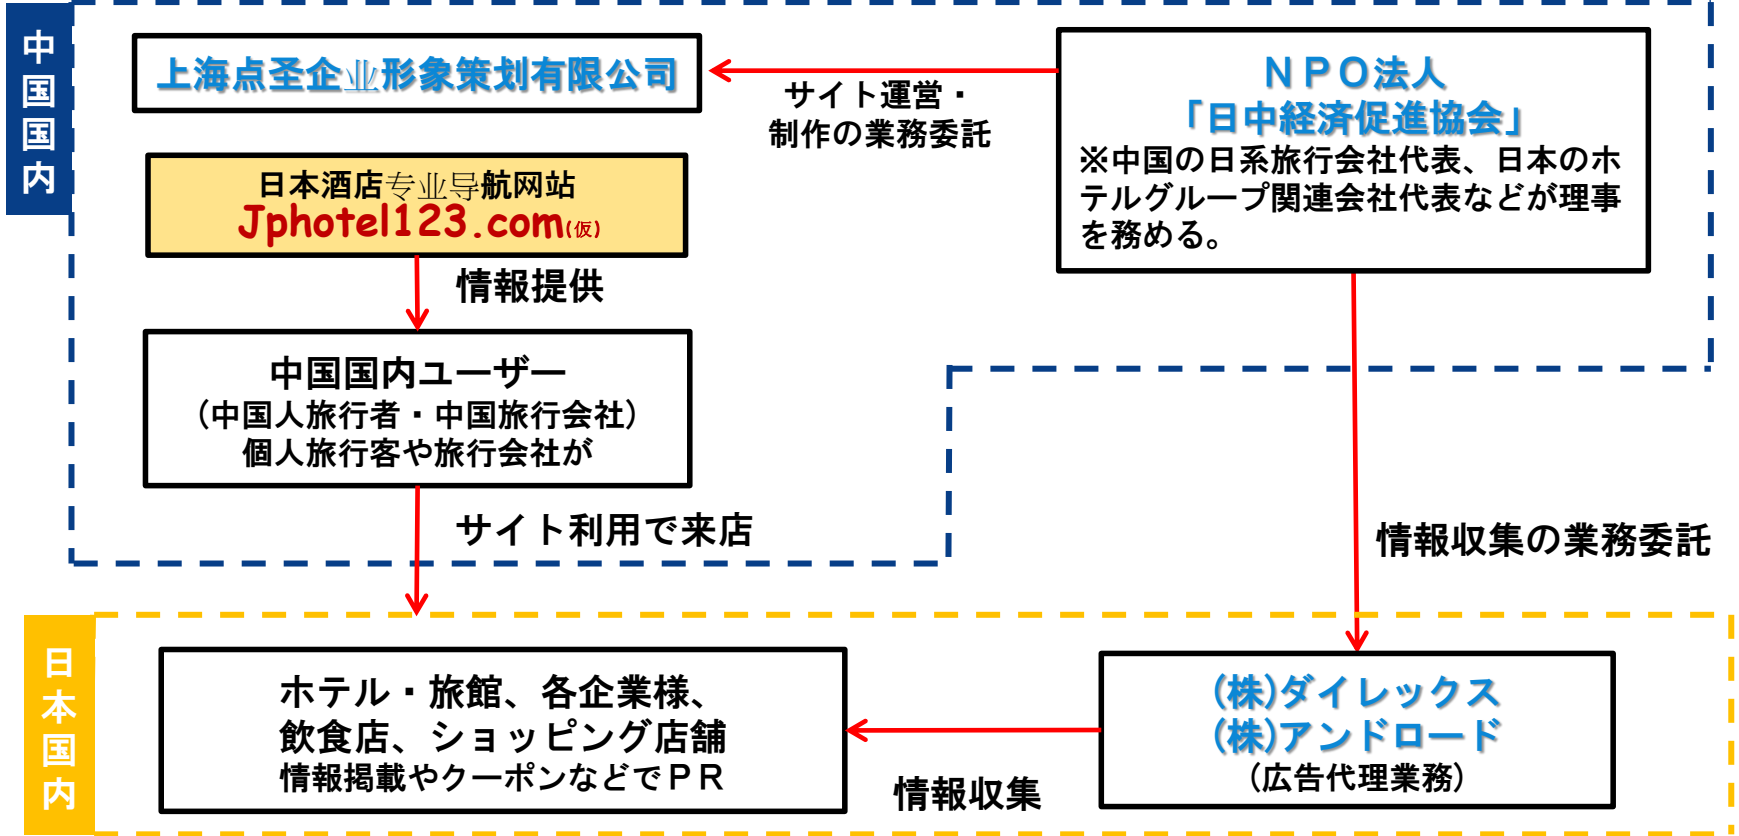 中国国内
上海点圣企业形象策划有限公司
サイト運営・
制作の業務委託
NPO法人
「日中経済促進協会」
※中国の日系旅行会社代表、日本のホ
テルグループ関連会社代表などが理事
を務める。
日本酒店专业导航网站
Jphotel123.com(仮)
情報提供
中国国内ユーザー
(中国人旅行者・中国旅行会社)
個人旅行客や旅行会社が
サイト利用で来店
情報収集の業務委託
日本国内
ホテル・旅館、各企業様、
飲食店、ショッピング店舗
情報掲載やクーポンなどでPR
情報収集
(株)ダイレックス
(株)アンドロード
(広告代理業務)